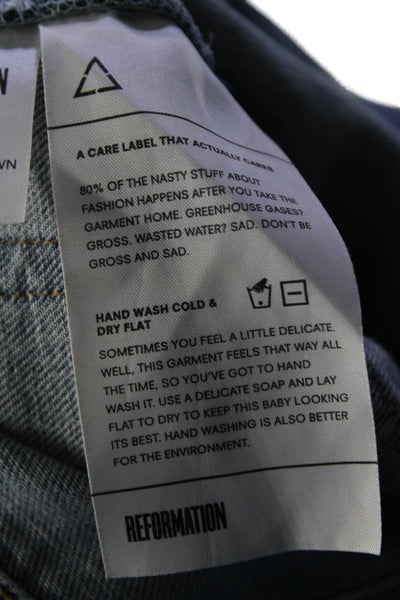 A CARE LABEL THAT ACTUALLY CARES
80% OF THE NASTY STUFF ABOUT
FASHION HAPPENS AFTER YOU TAKE THE
GARMENT HOME. GREENHOUSE GASES?
GROSS. WASTED WATER? SAD. DON'T BE
GROSS AND SAD.
HAND WASH COLD &
DRY FLAT
SOMETIMES YOU FEEL A LITTLE DELICATE.
WELL, THIS GARMENT FEELS THAT WAY ALL
THE TIME, SO YOU'VE GOT TO HAND
WASH IT. USE A DELICATE SOAP AND LAY
FLAT TO DRY TO KEEP THIS BABY LOOKING
ITS BEST. HAND WASHING IS ALSO BETTER
FOR THE ENVIRONMENT.
REFORMATION